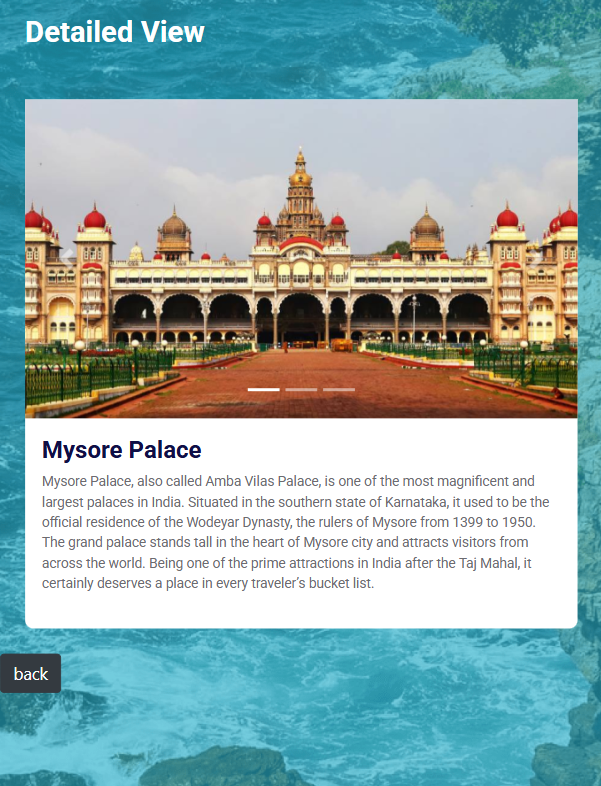 Detailed View
Mysore Palace
Mysore Palace, also called Amba Vilas Palace, is one of the most magnificent and
largest palaces in India. Situated in the southern state of Karnataka, it used to be the
official residence of the Wodeyar Dynasty, the rulers of Mysore from 1399 to 1950.
The grand palace stands tall in the heart of Mysore city and attracts visitors from
across the world. Being one of the prime attractions in India after the Taj Mahal, it
certainly deserves a place in every traveler’s bucket list.
back